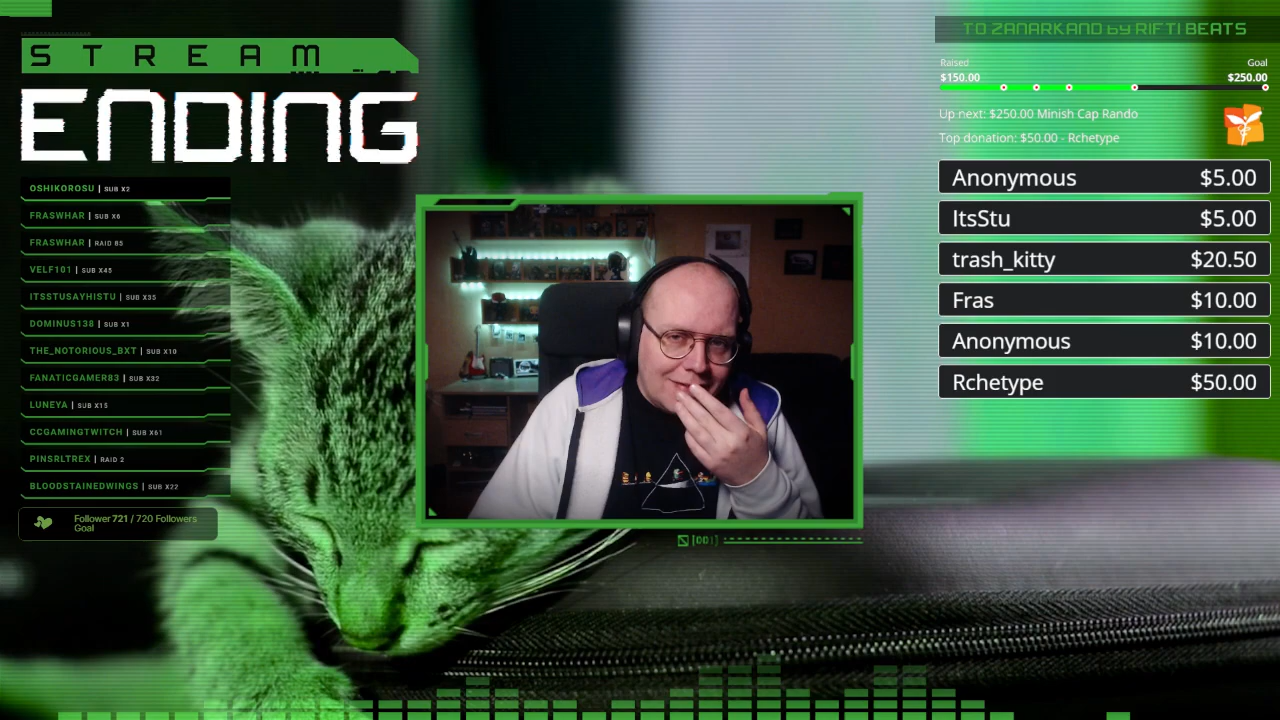 STREAM
ENDING
OSHIKOROSU | SUB X2
FRASWHAR | SUB X6
FRASWHAR | RAID 85
VELF101 | SUB X45
ITSSTUSAYHISTU | SUB X35
DOMINUS138 | SUB X1
THE_NOTORIOUS_BXT | SUB X10
FANATICGAMER83 | SUB X32
LUNEYA | SUB X15
CCGAMINGTWITCH | SUB X61
PINSRLTREX | RAID 2
BLOODSTAINEDWINGS | SUB X22
Follower 721 / 720 Followers
Goal
[001]
TO ZANARKAND by RIFTI BEATS
Raised Goal
$150.00 $250.00
Up next: $250.00 Minish Cap Rando
Top donation: $50.00 - Rchetype
Anonymous $5.00
ItsStu $5.00
trash_kitty $20.50
Fras $10.00
Anonymous $10.00
Rchetype $50.00